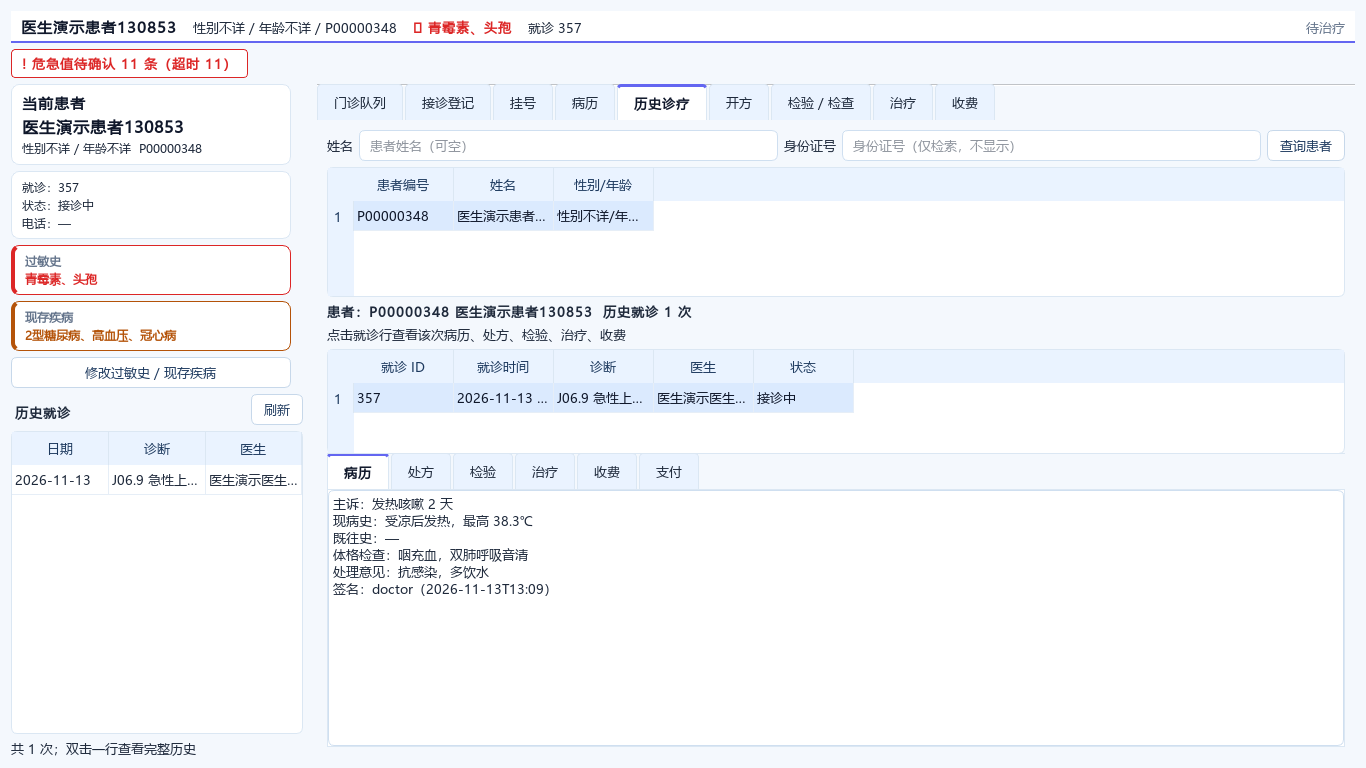 医生演示患者130853 性别不详 / 年龄不详 / P00000348 青霉素、头孢 就诊 357 待治疗
! 危急值待确认 11 条（超时 11）
当前患者
医生演示患者130853
性别不详 / 年龄不详 P00000348
就诊：357
状态：接诊中
电话：—
过敏史
青霉素、头孢
现存疾病
2型糖尿病、高血压、冠心病
修改过敏史 / 现存疾病
历史就诊 刷新
日期 诊断 医生
2026-11-13 J06.9 急性上... 医生演示医生...
共 1 次；双击一行查看完整历史
门诊队列 接诊登记 挂号 病历 历史诊疗 开方 检验 / 检查 治疗 收费
姓名 患者姓名（可空） 身份证号 身份证号（仅检索，不显示） 查询患者
患者编号 姓名 性别/年龄
1 P00000348 医生演示患者... 性别不详/年...
患者：P00000348 医生演示患者130853 历史就诊 1 次
点击就诊行查看该次病历、处方、检验、治疗、收费
就诊 ID 就诊时间 诊断 医生 状态
1 357 2026-11-13 ... J06.9 急性上... 医生演示医生... 接诊中
病历 处方 检验 治疗 收费 支付
主诉：发热咳嗽 2 天
现病史：受凉后发热，最高 38.3℃
既往史：—
体格检查：咽充血，双肺呼吸音清
处理意见：抗感染，多饮水
签名：doctor（2026-11-13T13:09）